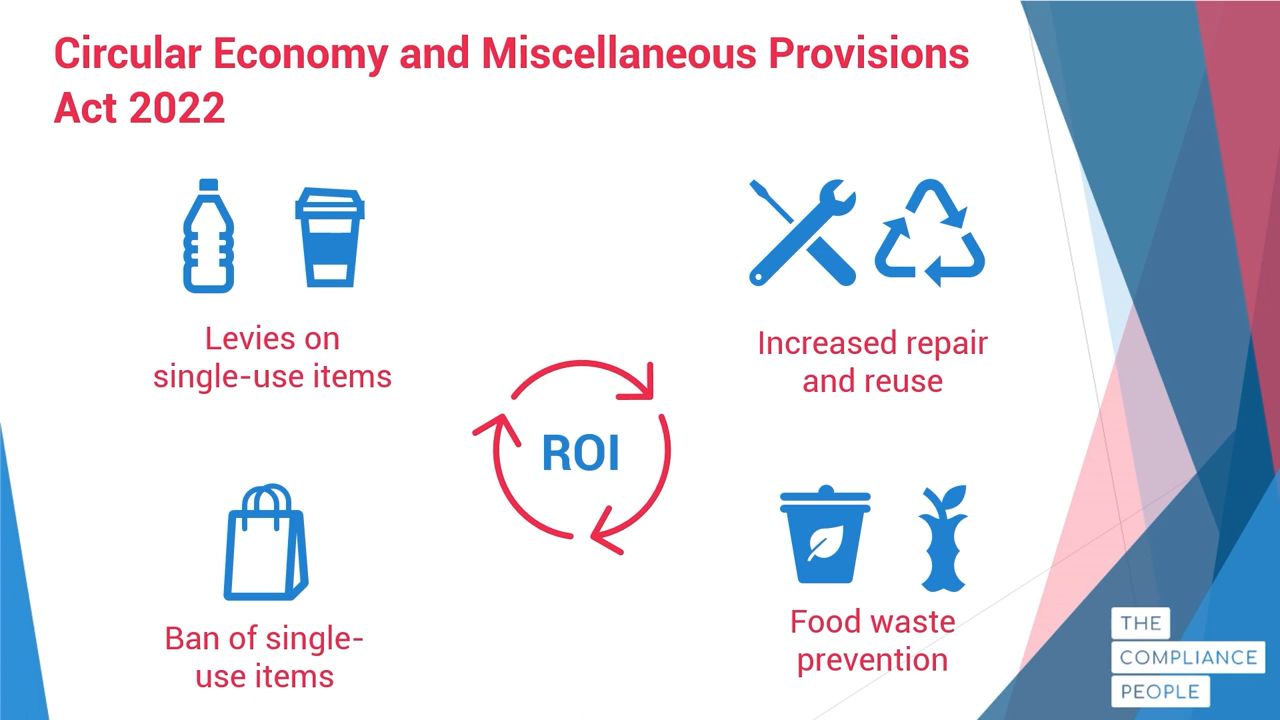 Circular Economy and Miscellaneous Provisions
Act 2022
Levies on
single-use items
Increased repair
and reuse
ROI
Ban of single-
use items
Food waste
prevention
THE
COMPLIANCE
PEOPLE